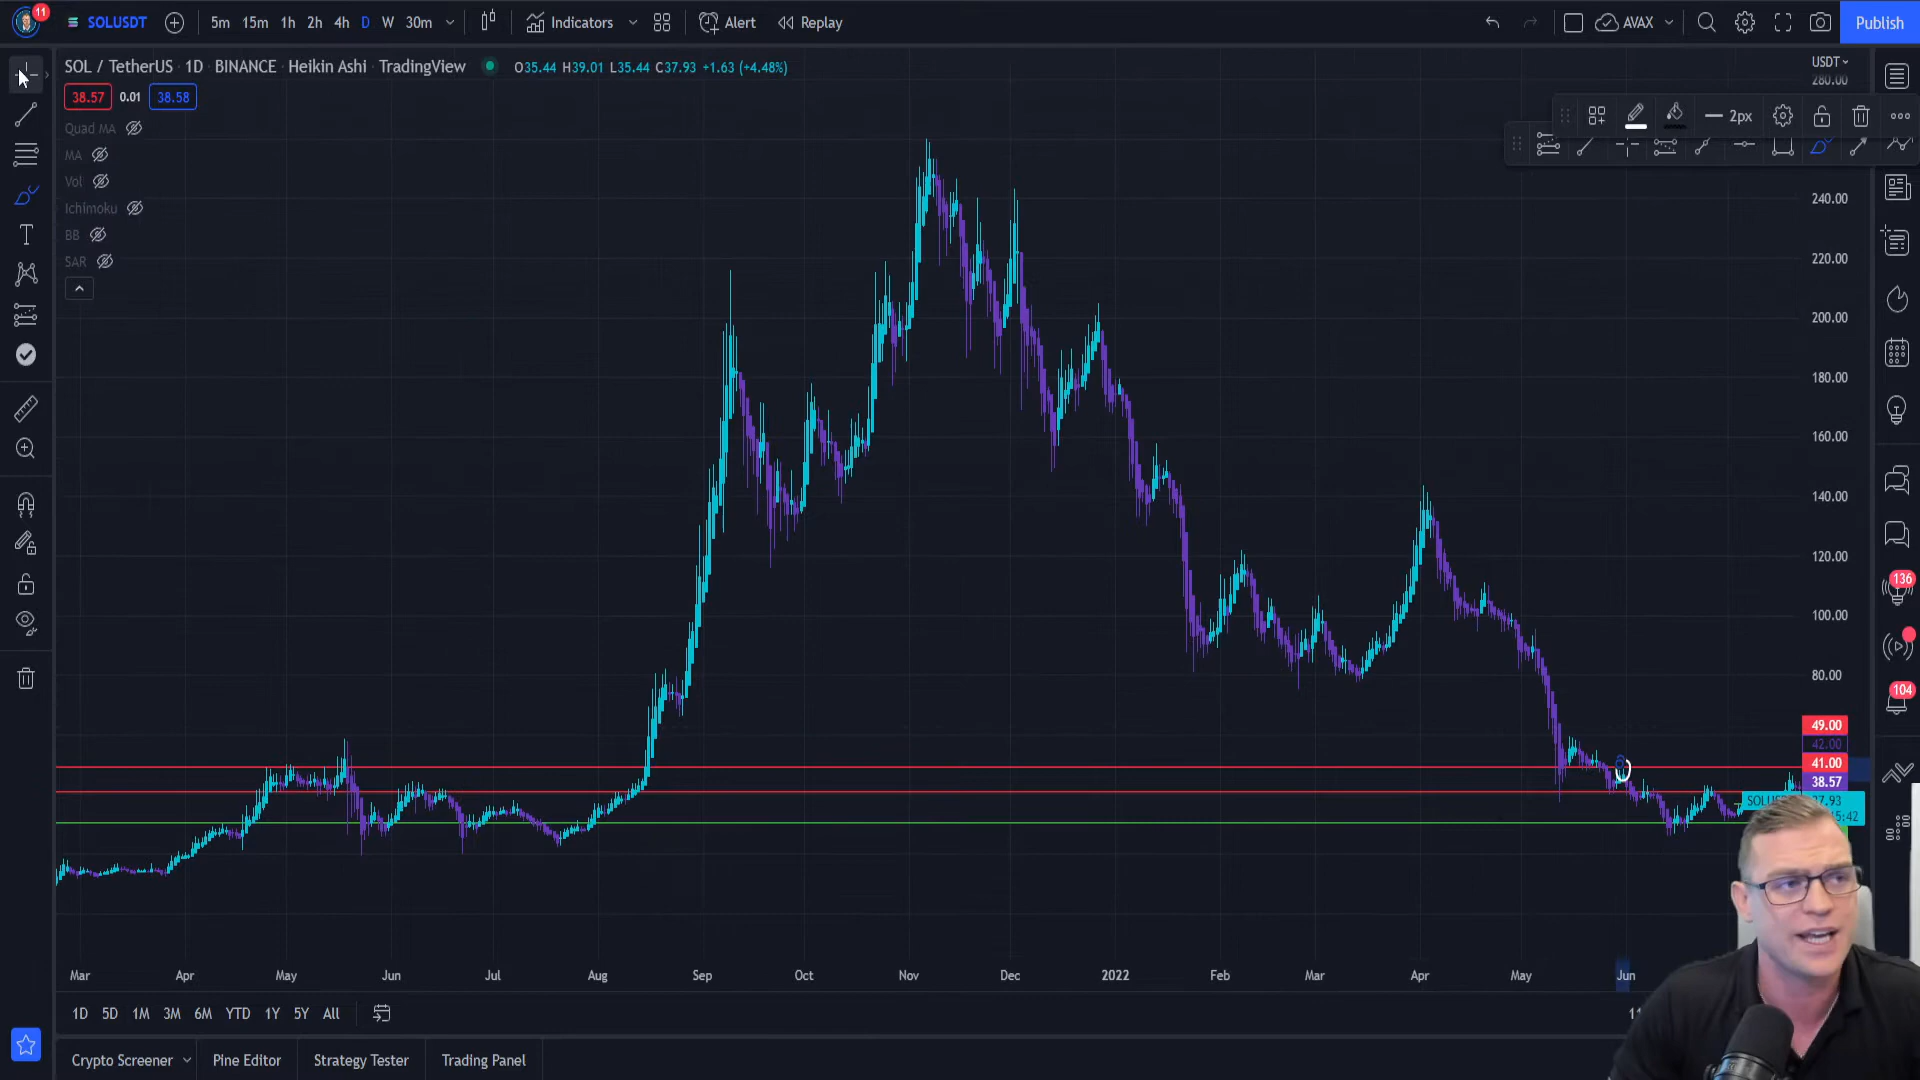 11
SOLUSDT 5m 15m 1h 2h 4h D W 30m Indicators Alert Replay AVAX Publish
SOL / TetherUS · 1D · BINANCE · Heikin Ashi · TradingView O35.44 H39.01 L35.44 C37.93 +1.63 (+4.48%)
USDT
280.00
38.57 0.01 38.58
2px
Quad MA
MA
Vol
Ichimoku
BB
SAR
240.00
220.00
200.00
180.00
160.00
140.00
120.00
100.00
80.00
49.00
42.00
41.00
38.57
136
104
Mar Apr May Jun Jul Aug Sep Oct Nov Dec 2022 Feb Mar Apr May Jun
1D 5D 1M 3M 6M YTD 1Y 5Y All
Crypto Screener Pine Editor Strategy Tester Trading Panel